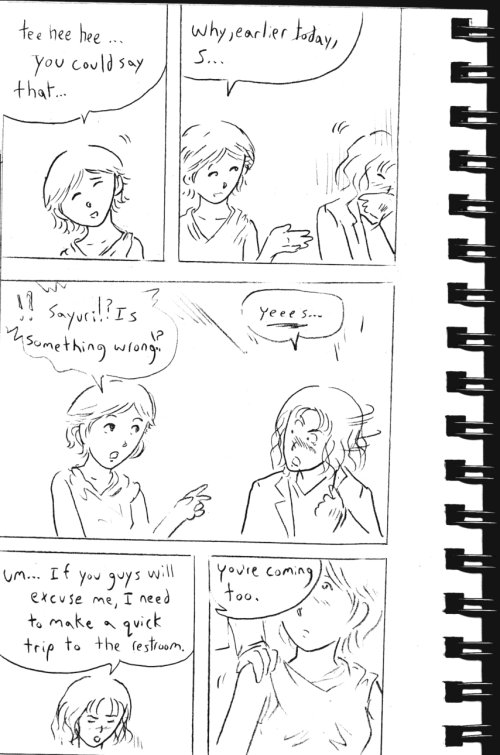 tee hee hee...
you could say
that...
why, earlier today,
S...
!? Sayuri!? Is
something wrong!?
Yeees...
um... If you guys will
excuse me, I need
to make a quick
trip to the restroom.
you're coming
too.